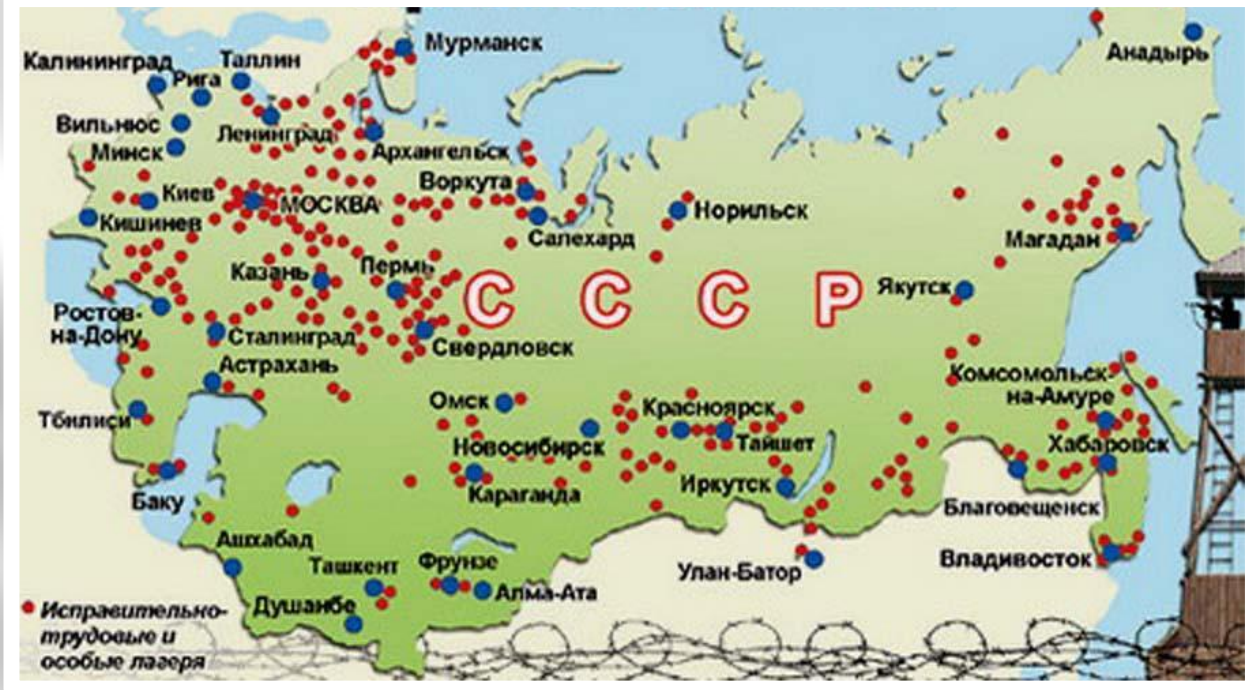 Мурманск
Анадырь
Калининград
Таллин
Рига
Вильнюс
Ленинград
Минск
Архангельск
Воркута
Киев
МОСКВА
Норильск
Кишинев
Салехард
Магадан
Казань
Пермь
С С С Р
Якутск
Ростов-
на-Дону
Сталинград
Свердловск
Астрахань
Комсомольск-
на-Амуре
Омск
Красноярск
Тбилиси
Новосибирск
Тайшет
Хабаровск
Баку
Караганда
Иркутск
Благовещенск
Ашхабад
Ташкент
Фрунзе
Улан-Батор
Владивосток
Алма-Ата
Душанбе
Исправительно-
трудовые и
особые лагеря